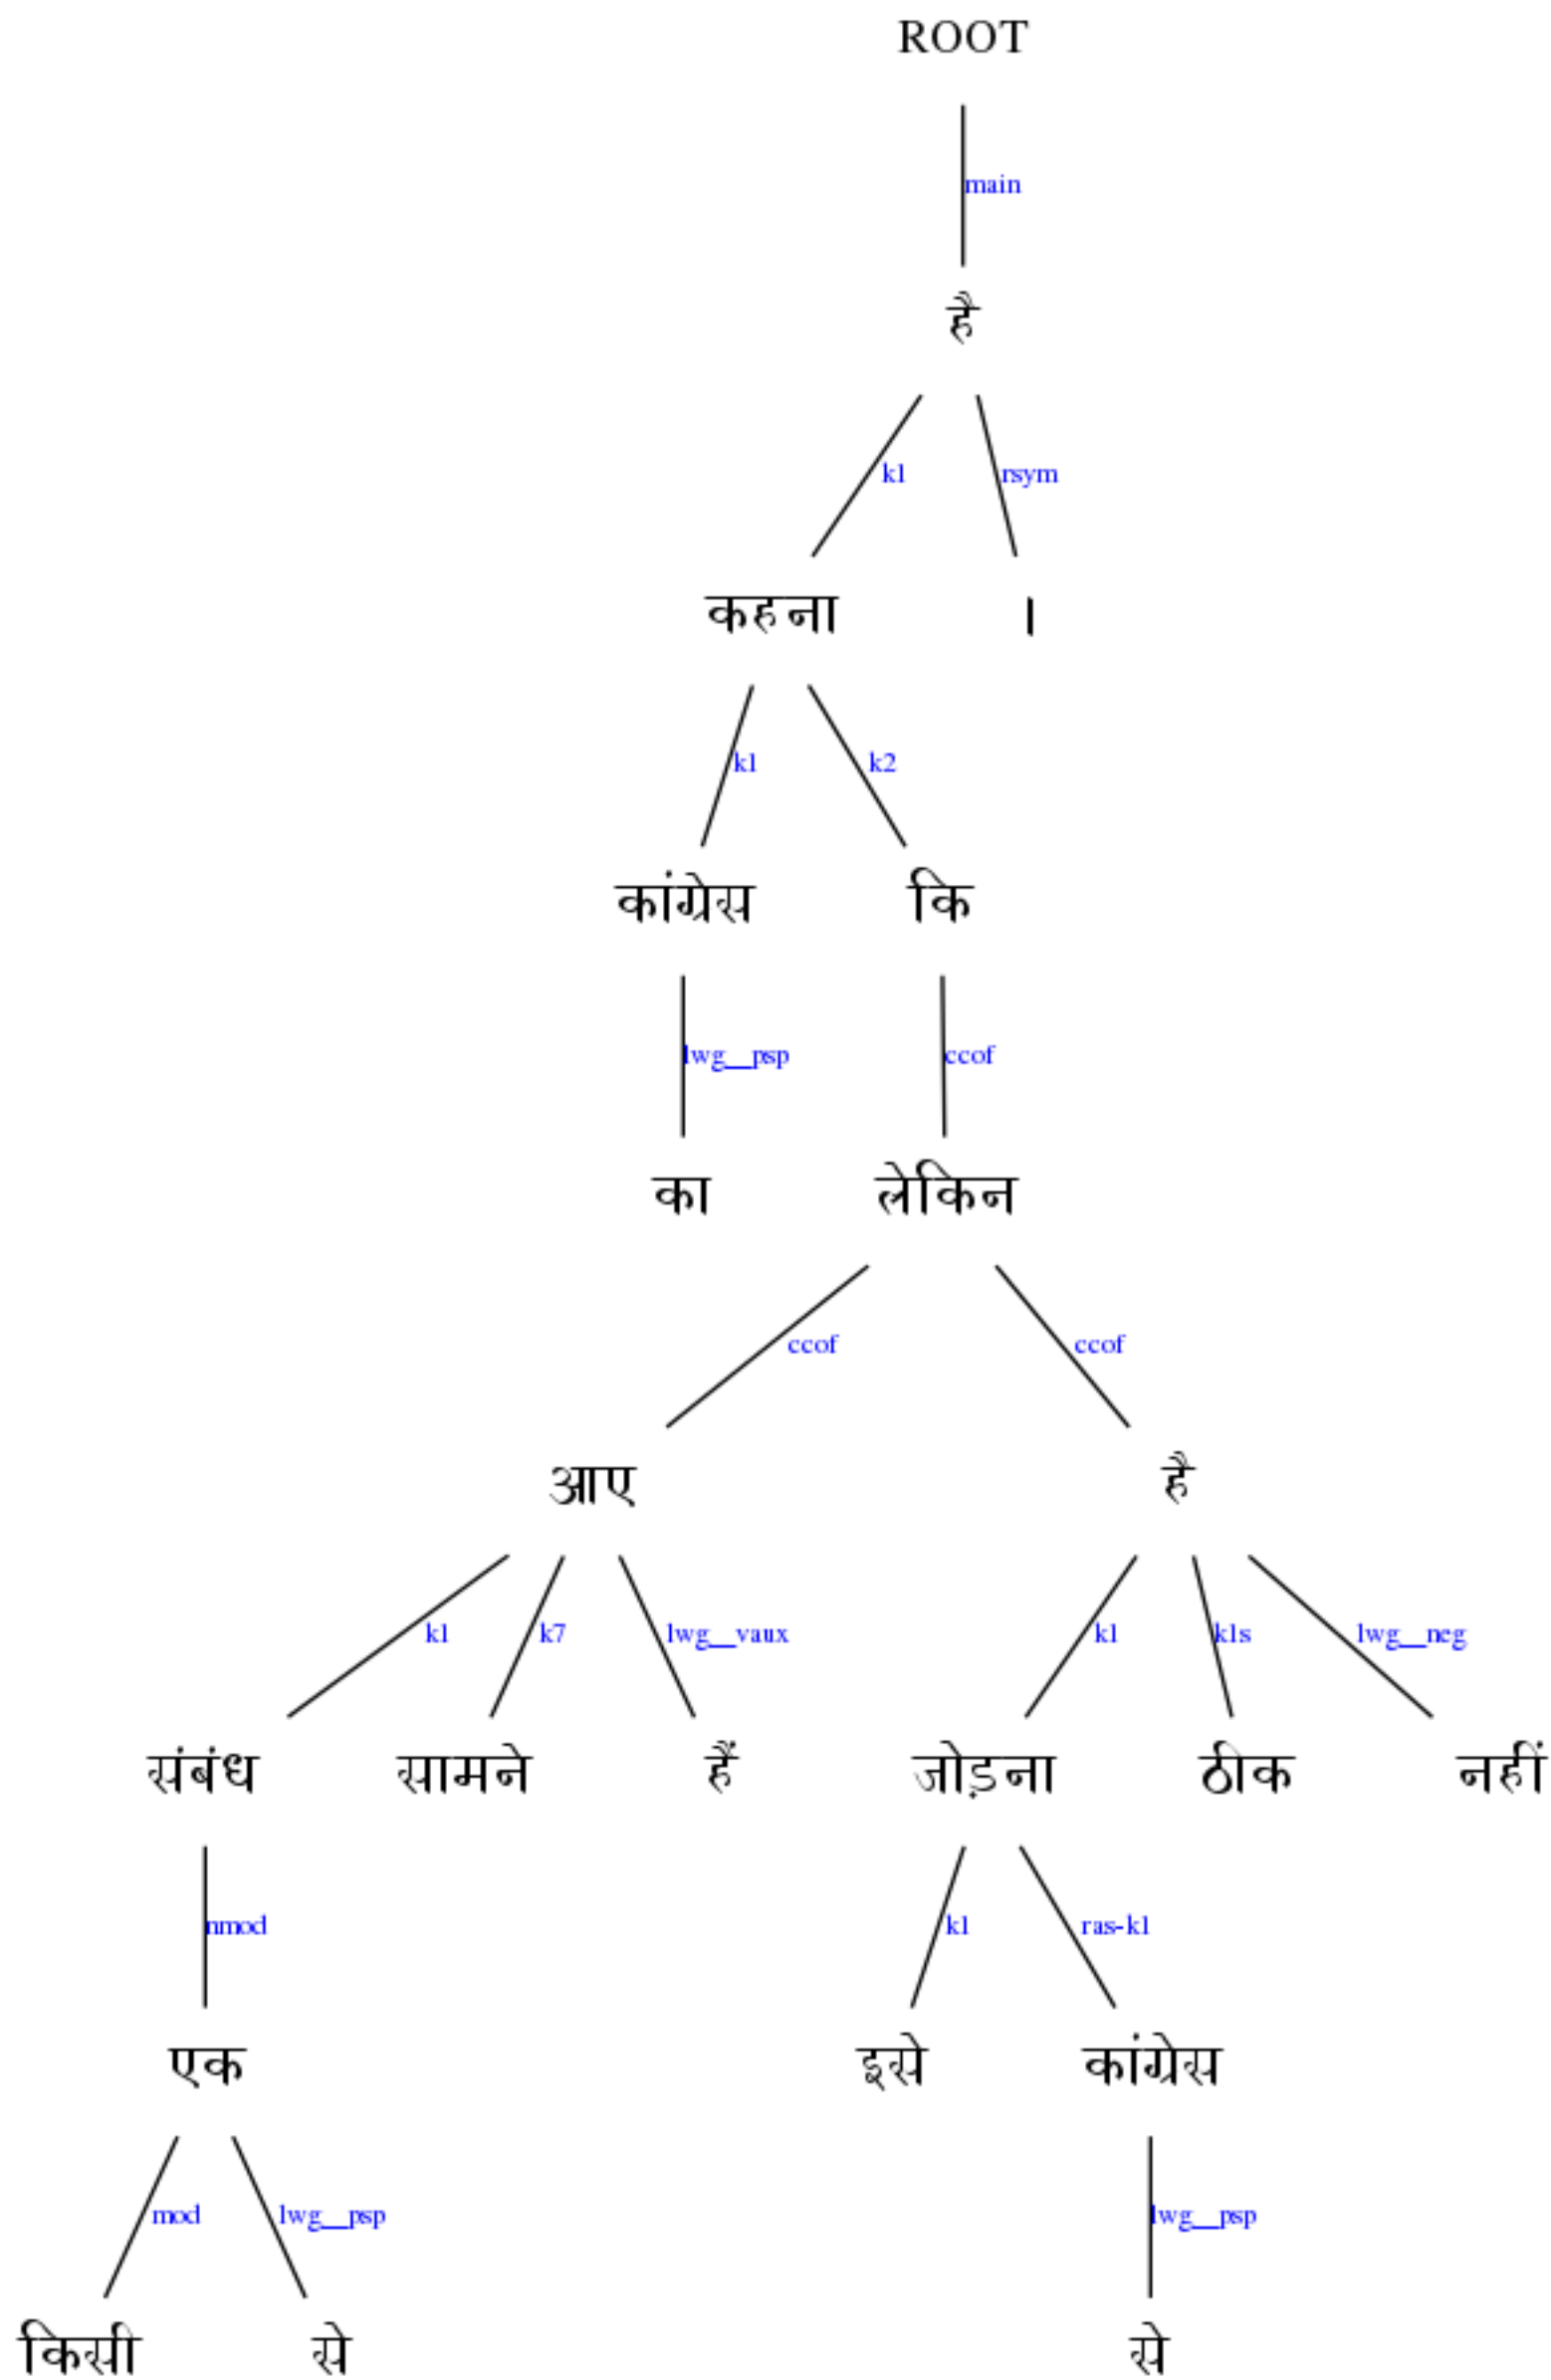 ROOT
main
है
k1 rsym
कहना ।
k1 k2
कांग्रेस कि
lwg__psp ccof
का लेकिन
ccof ccof
आए है
k1 k7 lwg__vaux k1 k1s lwg__neg
संबंध सामने हैं जोड़ना ठीक नहीं
nmod k1 ras-k1
एक इसे कांग्रेस
mod lwg__psp lwg__psp
किसी से से